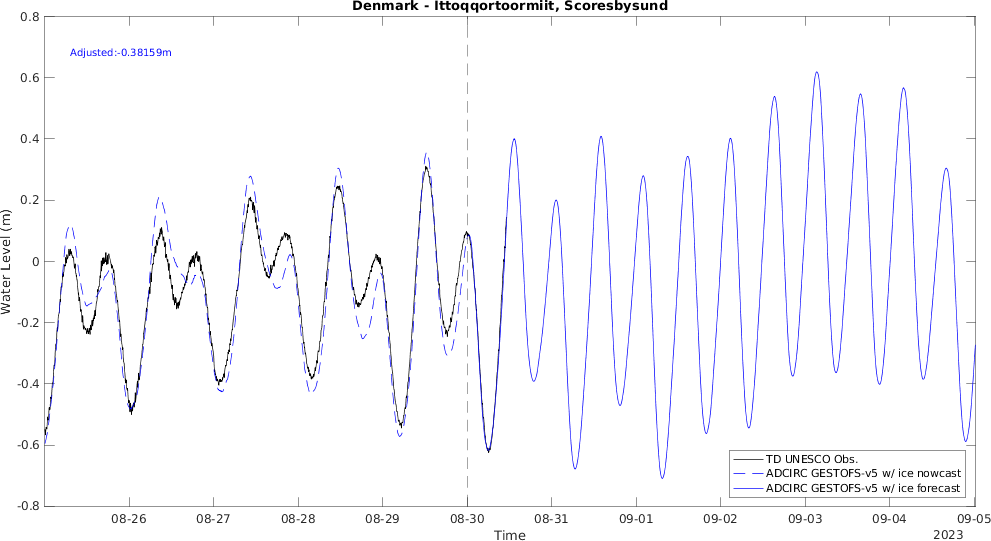 Denmark - Ittoqqortoormiit, Scoresbysund
Adjusted:-0.38159m
Water Level (m)
0.8
0.6
0.4
0.2
0
-0.2
-0.4
-0.6
-0.8
TD UNESCO Obs.
ADCIRC GESTOFS-v5 w/ ice nowcast
ADCIRC GESTOFS-v5 w/ ice forecast
08-26 08-27 08-28 08-29 08-30 08-31 09-01 09-02 09-03 09-04 09-05
Time
2023